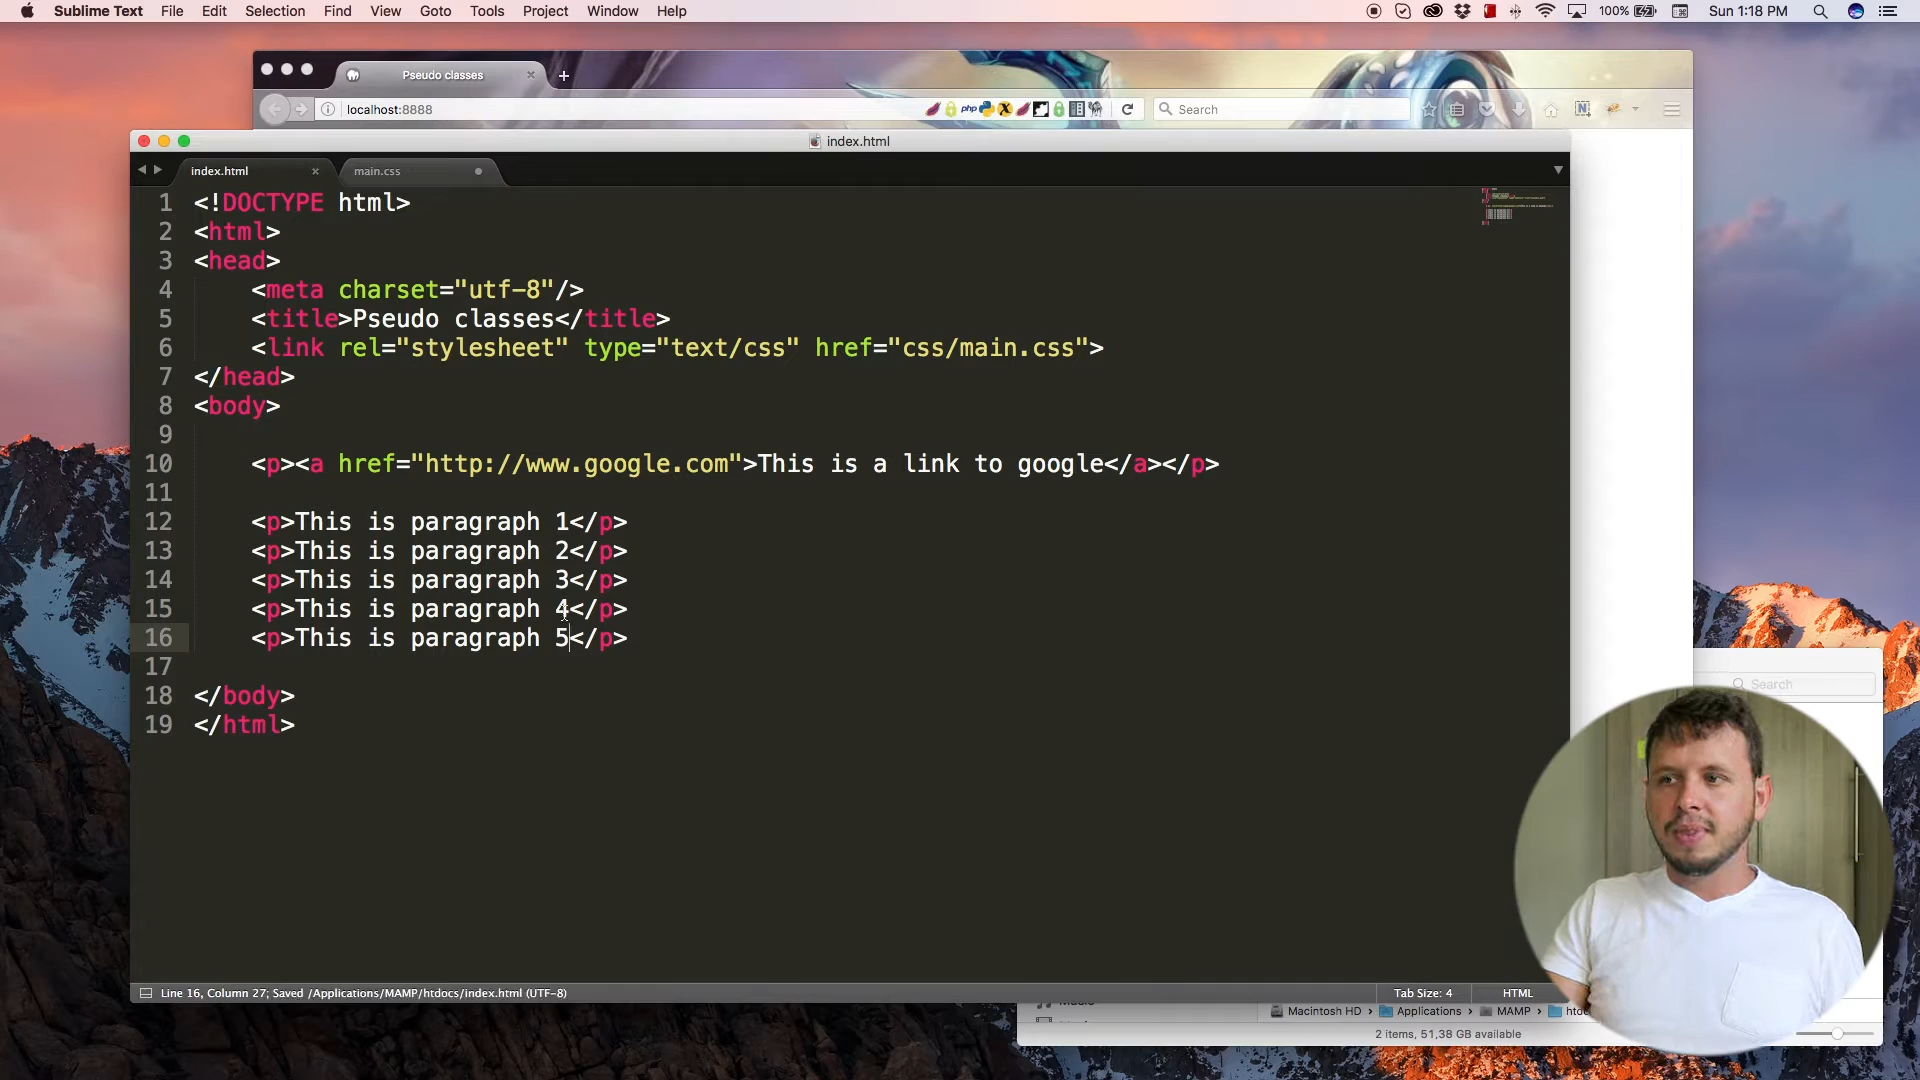 Sublime Text File Edit Selection Find View Goto Tools Project Window Help 100% Sun 1:18 PM
Pseudo classes
localhost:8888 php Search
index.html
index.html main.css
1 <!DOCTYPE html>
2 <html>
3 <head>
4 <meta charset="utf-8"/>
5 <title>Pseudo classes</title>
6 <link rel="stylesheet" type="text/css" href="css/main.css">
7 </head>
8 <body>
9
10 <p><a href="http://www.google.com">This is a link to google</a></p>
11
12 <p>This is paragraph 1</p>
13 <p>This is paragraph 2</p>
14 <p>This is paragraph 3</p>
15 <p>This is paragraph 4</p>
16 <p>This is paragraph 5</p>
17
18 </body>
19 </html>
Search
Line 16, Column 27; Saved /Applications/MAMP/htdocs/index.html (UTF-8) Tab Size: 4 HTML
Macintosh HD Applications MAMP
2 items, 51,38 GB available